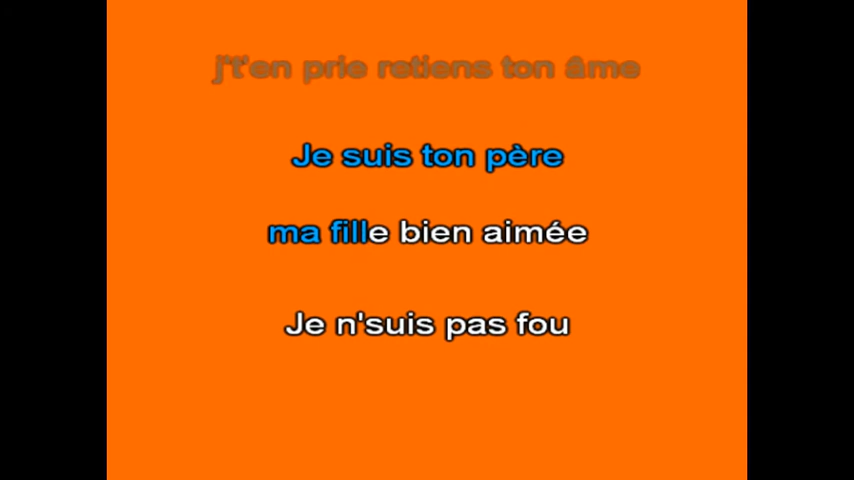 j't'en prie retiens ton âme
Je suis ton père
ma fille bien aimée
Je n'suis pas fou